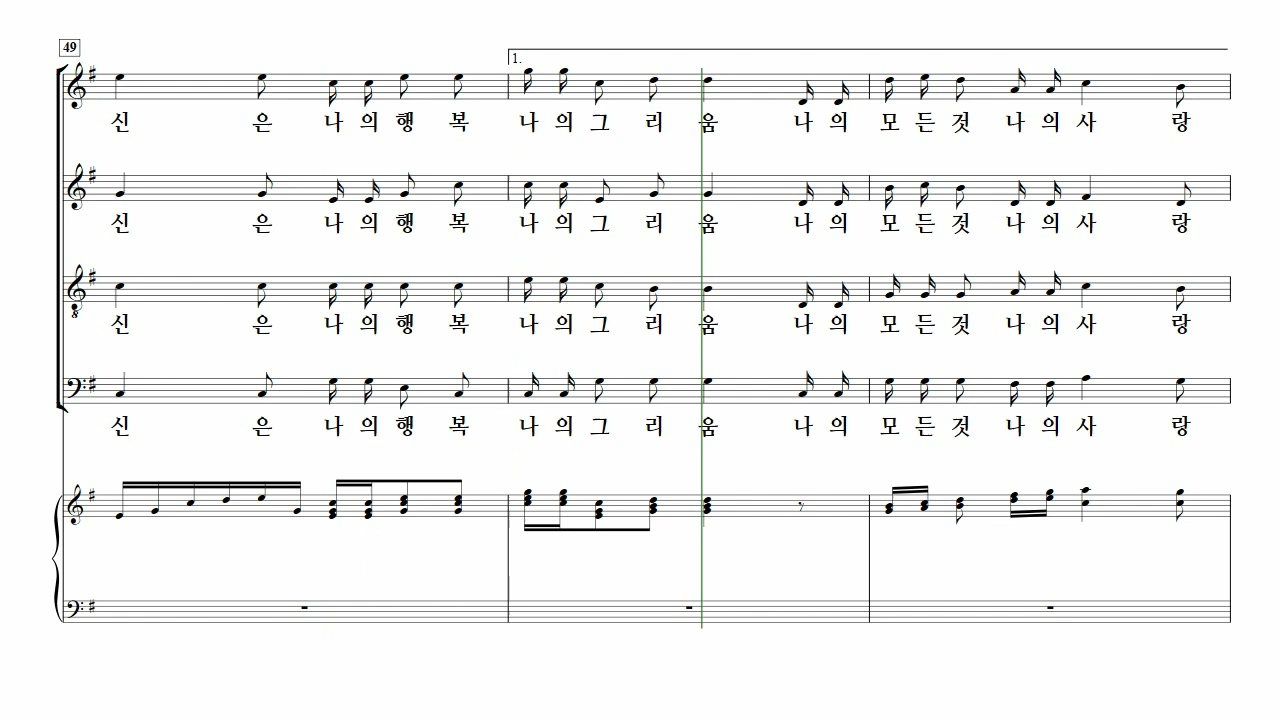 49
1.
신 은 나 의 행 복 나 의 그 리 움 나 의 모 든 것 나 의 사 랑
신 은 나 의 행 복 나 의 그 리 움 나 의 모 든 것 나 의 사 랑
신 은 나 의 행 복 나 의 그 리 움 나 의 모 든 것 나 의 사 랑
8
신 은 나 의 행 복 나 의 그 리 움 나 의 모 든 것 나 의 사 랑